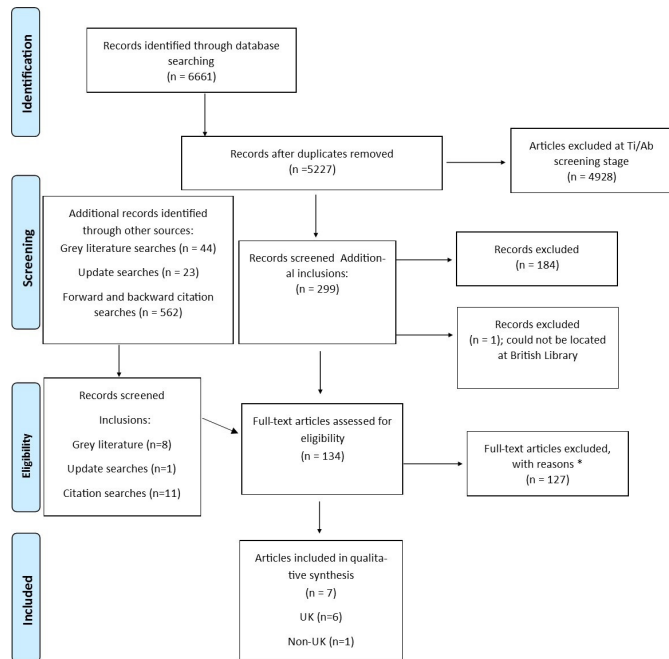 Identification
Records identified through database
searching
(n = 6661)
Records after duplicates removed
(n =5227)
Articles excluded at Ti/Ab
screening stage
(n = 4928)
Screening
Additional records identified
through other sources:
Grey literature searches (n = 44)
Update searches (n = 23)
Forward and backward citation
searches (n = 562)
Records screened Addition-
al inclusions:
(n = 299)
Records excluded
(n = 184)
Records excluded
(n = 1); could not be located
at British Library
Eligibility
Records screened
Inclusions:
Grey literature (n=8)
Update searches (n=1)
Citation searches (n=11)
Full-text articles assessed for
eligibility
(n = 134)
Full-text articles excluded,
with reasons *
(n = 127)
Included
Articles included in qualita-
tive synthesis
(n = 7)
UK (n=6)
Non-UK (n=1)